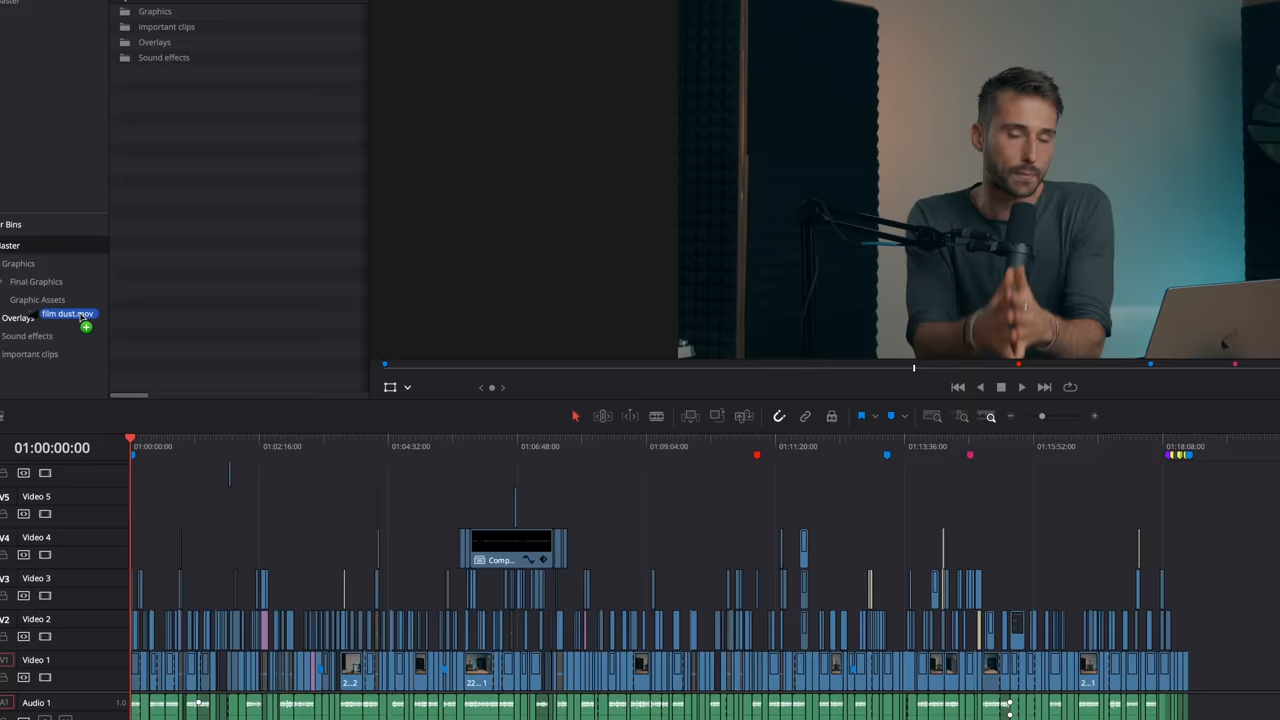 aster
Graphics
important clips
Overlays
Sound effects
r Bins
laster
Graphics
Final Graphics
Graphic Assets
film dust.mov
Overlays
Sound effects
important clips
01:00:00:00
01:00:00:00
01:02:16:00
01:04:32:00
01:06:48:00
01:09:04:00
01:11:20:00
01:13:36:00
01:15:52:00
01:18:08:00
V5 Video 5
V4 Video 4
Comp...
V3 Video 3
V2 Video 2
V1 Video 1
2...2
22... 1
2...1
A1 Audio 1 1.0